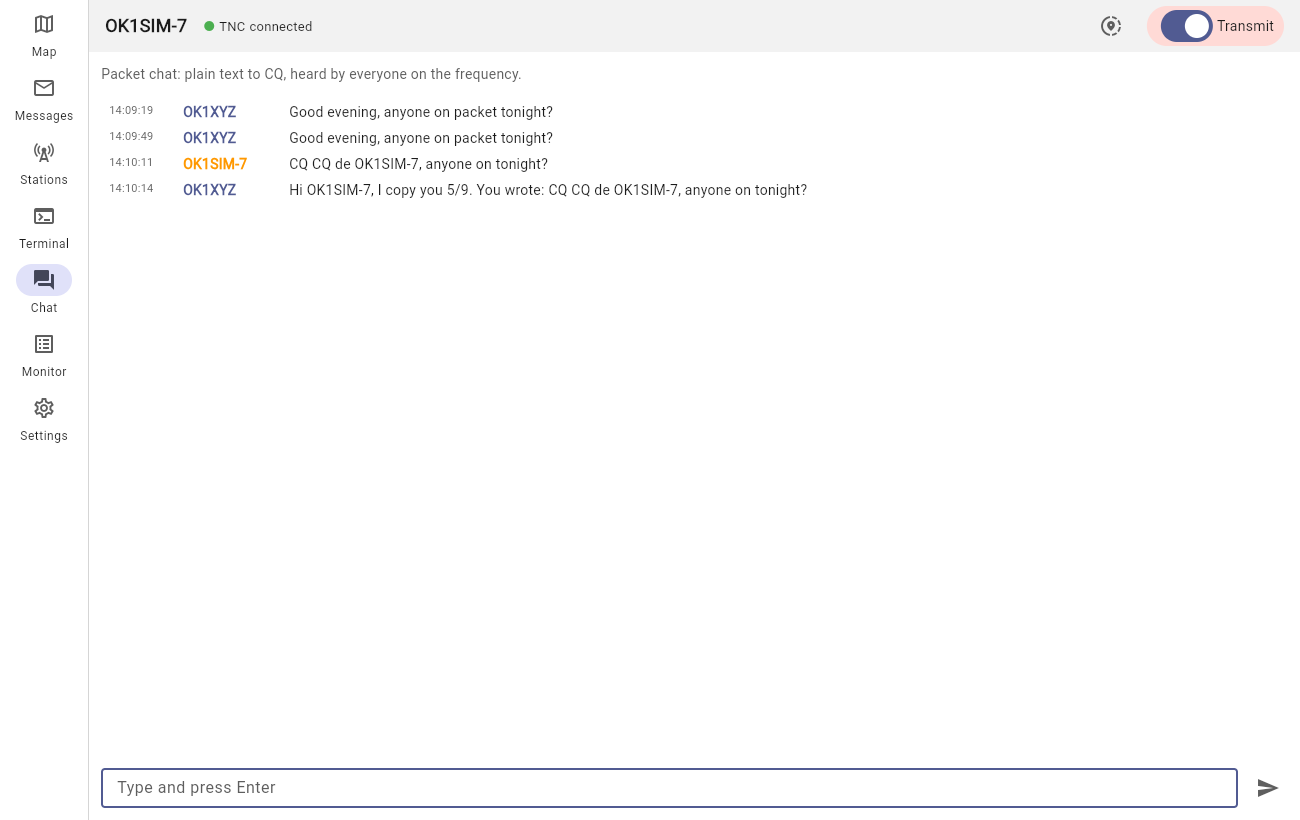 Map
Messages
Stations
Terminal
Chat
Monitor
Settings
OK1SIM-7 TNC connected Transmit
Packet chat: plain text to CQ, heard by everyone on the frequency.
14:09:19 OK1XYZ Good evening, anyone on packet tonight?
14:09:49 OK1XYZ Good evening, anyone on packet tonight?
14:10:11 OK1SIM-7 CQ CQ de OK1SIM-7, anyone on tonight?
14:10:14 OK1XYZ Hi OK1SIM-7, I copy you 5/9. You wrote: CQ CQ de OK1SIM-7, anyone on tonight?
Type and press Enter